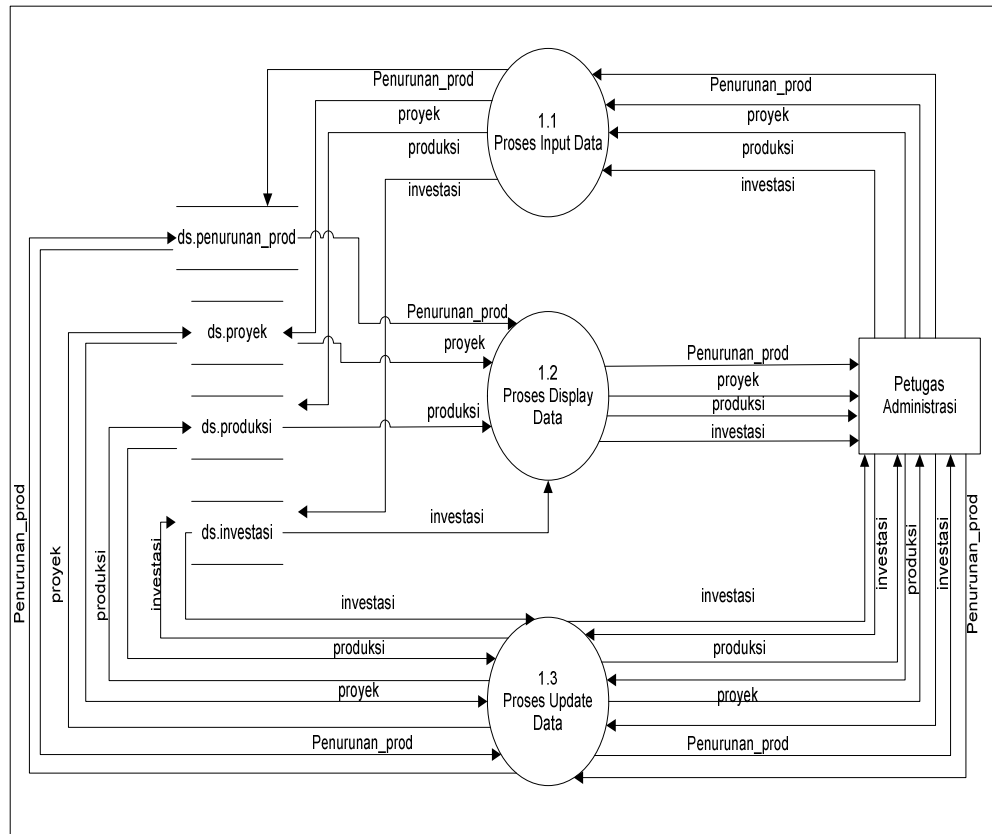 Penurunan_prod
proyek
produksi
investasi
1.1
Proses Input Data
Penurunan_prod
proyek
produksi
investasi
ds.penurunan_prod
ds.proyek
ds.produksi
ds.investasi
Penurunan_prod
proyek
produksi
investasi
1.2
Proses Display
Data
Penurunan_prod
proyek
produksi
investasi
Petugas
Administrasi
Penurunan_prod
proyek
produksi
investasi
investasi
produksi
proyek
Penurunan_prod
1.3
Proses Update
Data
investasi
produksi
proyek
Penurunan_prod
investasi
produksi
investasi
Penurunan_prod